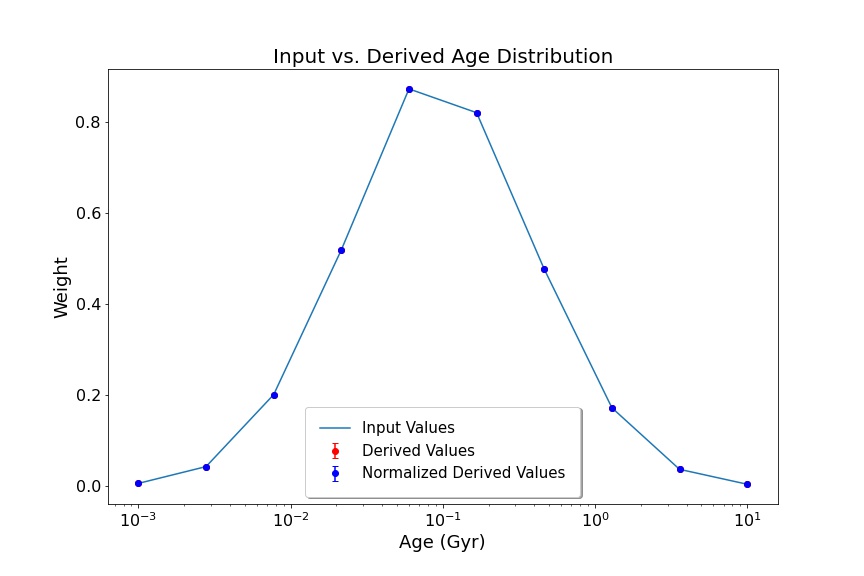 Input vs. Derived Age Distribution
0.8
0.6
0.4
0.2
0.0
Weight
Input Values
Derived Values
Normalized Derived Values
10⁻³ 10⁻² 10⁻¹ 10⁰ 10¹
Age (Gyr)